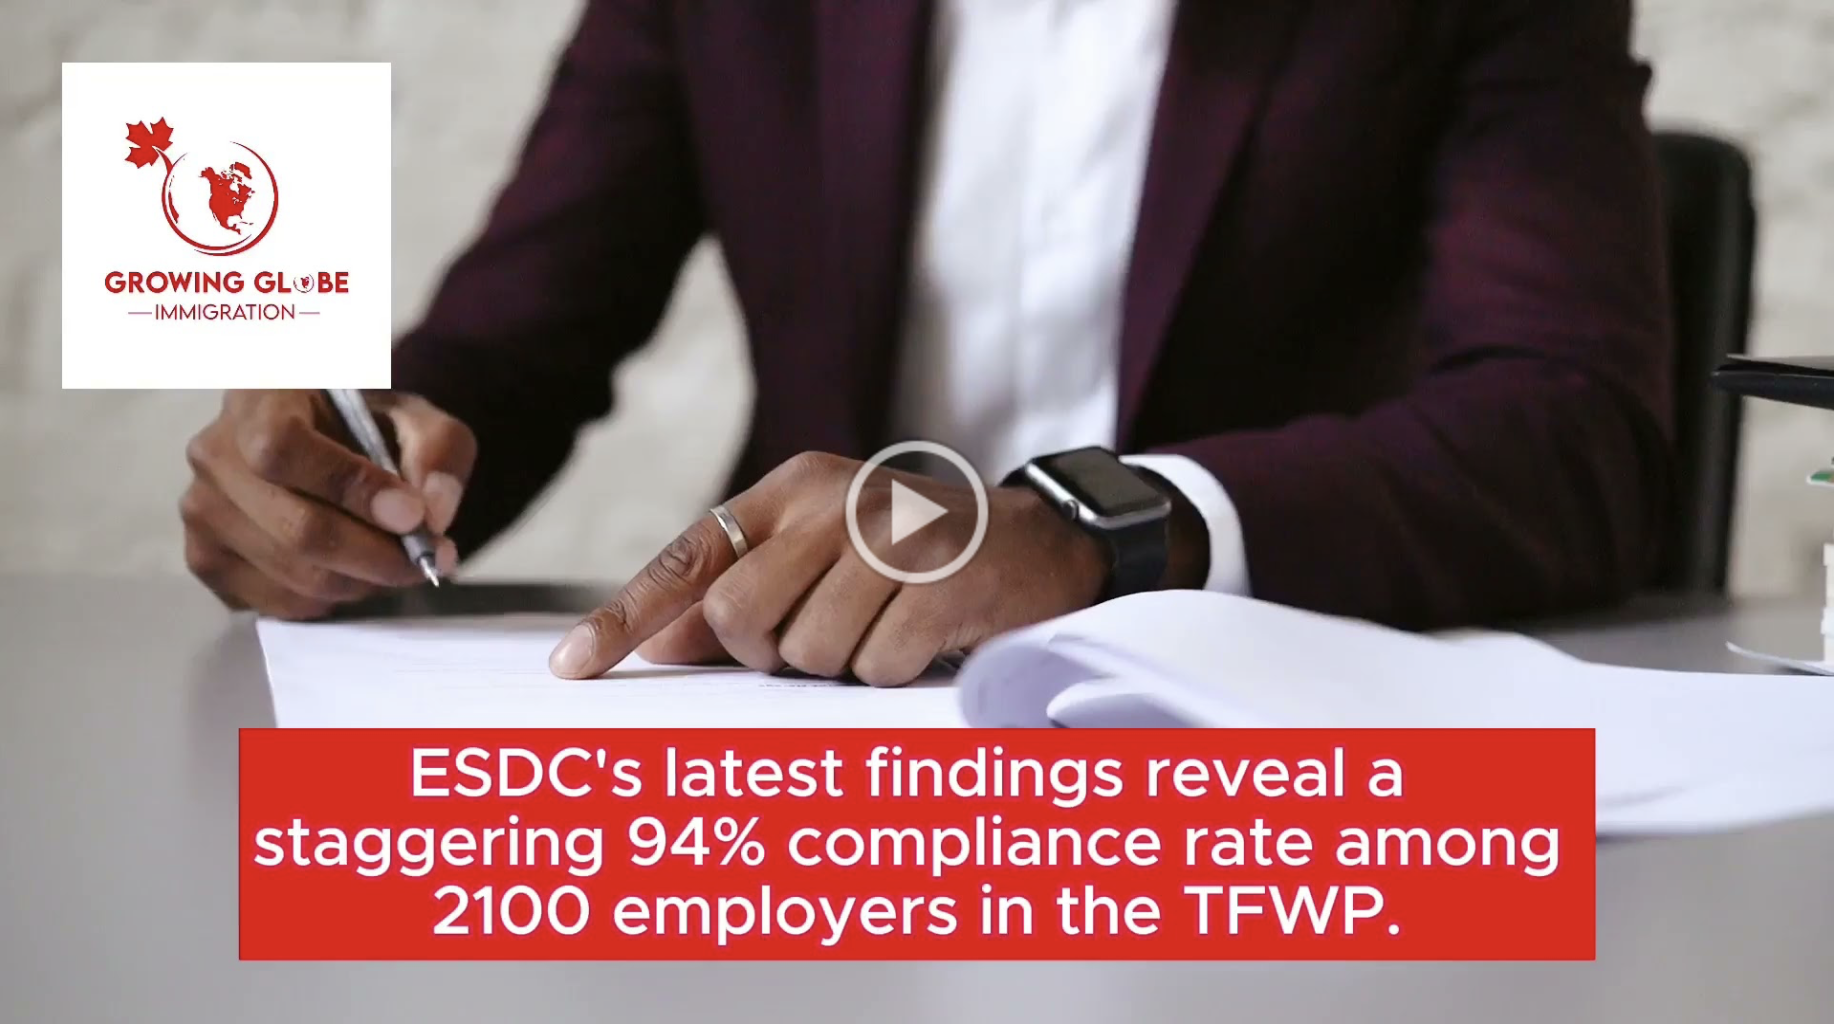 GROWING GLOBE
IMMIGRATION
ESDC's latest findings reveal a
staggering 94% compliance rate among
2100 employers in the TFWP.